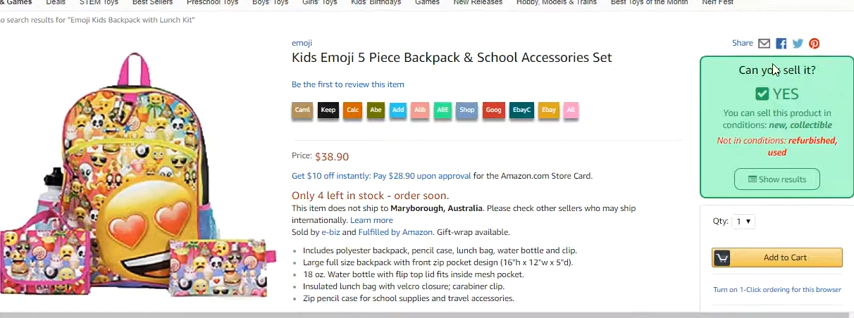 & Games Deals STEM Toys Best Sellers Preschool Toys Boys' Toys Girls' Toys Kids' Birthdays Games New Releases Hobby, Models & Trains Best Toys of the Month Nerf Fest
o search results for "Emoji Kids Backpack with Lunch Kit"
emoji
Kids Emoji 5 Piece Backpack & School Accessories Set
Be the first to review this item
Caml Keep Calc Abe Add AliB AliE Shop Goog EbayC Ebay Ali
Price: $38.90
Get $10 off instantly: Pay $28.90 upon approval for the Amazon.com Store Card.
Only 4 left in stock - order soon.
This item does not ship to Maryborough, Australia. Please check other sellers who may ship
internationally. Learn more
Sold by e-biz and Fulfilled by Amazon. Gift-wrap available.
Includes polyester backpack, pencil case, lunch bag, water bottle and clip.
Large full size backpack with front zip pocket design (16"h x 12"w x 5"d).
18 oz. Water bottle with flip top lid fits inside mesh pocket.
Insulated lunch bag with velcro closure; carabiner clip.
Zip pencil case for school supplies and travel accessories.
Share
Can you sell it?
YES
You can sell this product in
conditions: new, collectible
Not in conditions: refurbished,
used
Show results
Qty: 1
Add to Cart
Turn on 1-Click ordering for this browser